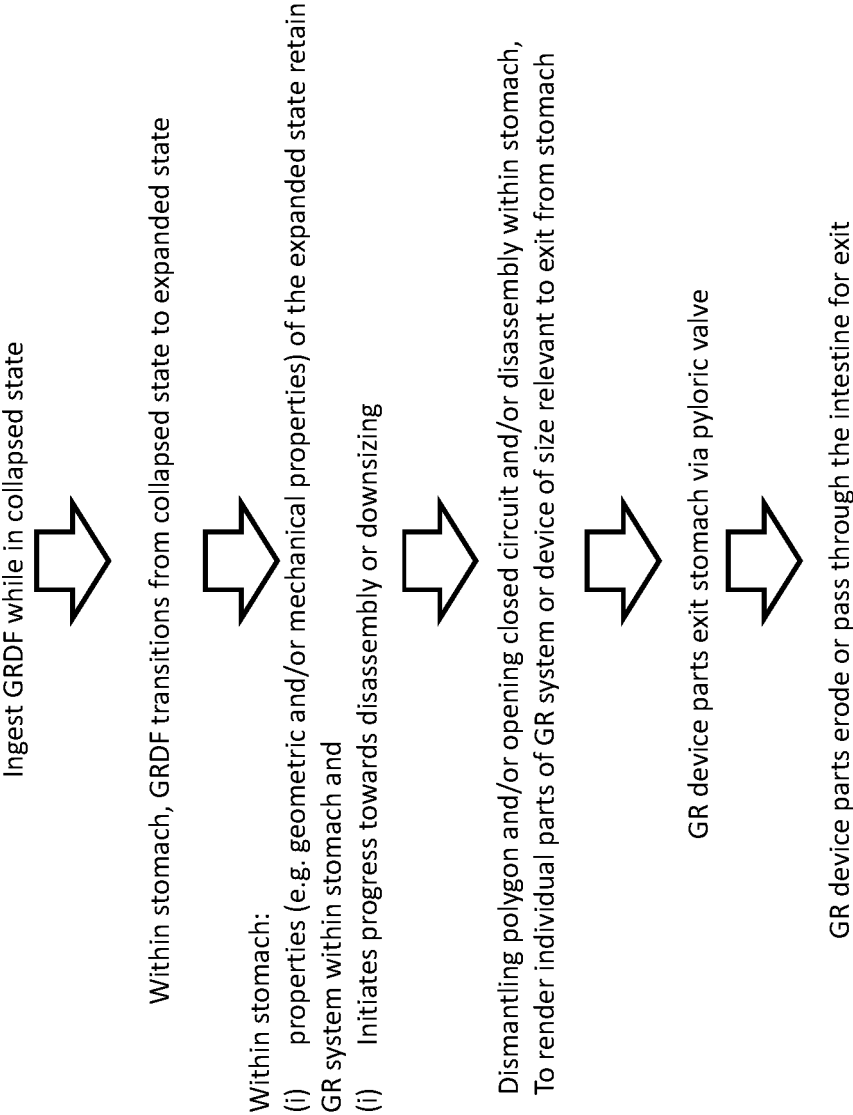 Ingest GRDF while in collapsed state
Within stomach, GRDF transitions from collapsed state to expanded state
Within stomach:
(i) properties (e.g. geometric and/or mechanical properties) of the expanded state retain
GR system within stomach and
(i) Initiates progress towards disassembly or downsizing
Dismantling polygon and/or opening closed circuit and/or disassembly within stomach,
To render individual parts of GR system or device of size relevant to exit from stomach
GR device parts exit stomach via pyloric valve
GR device parts erode or pass through the intestine for exit